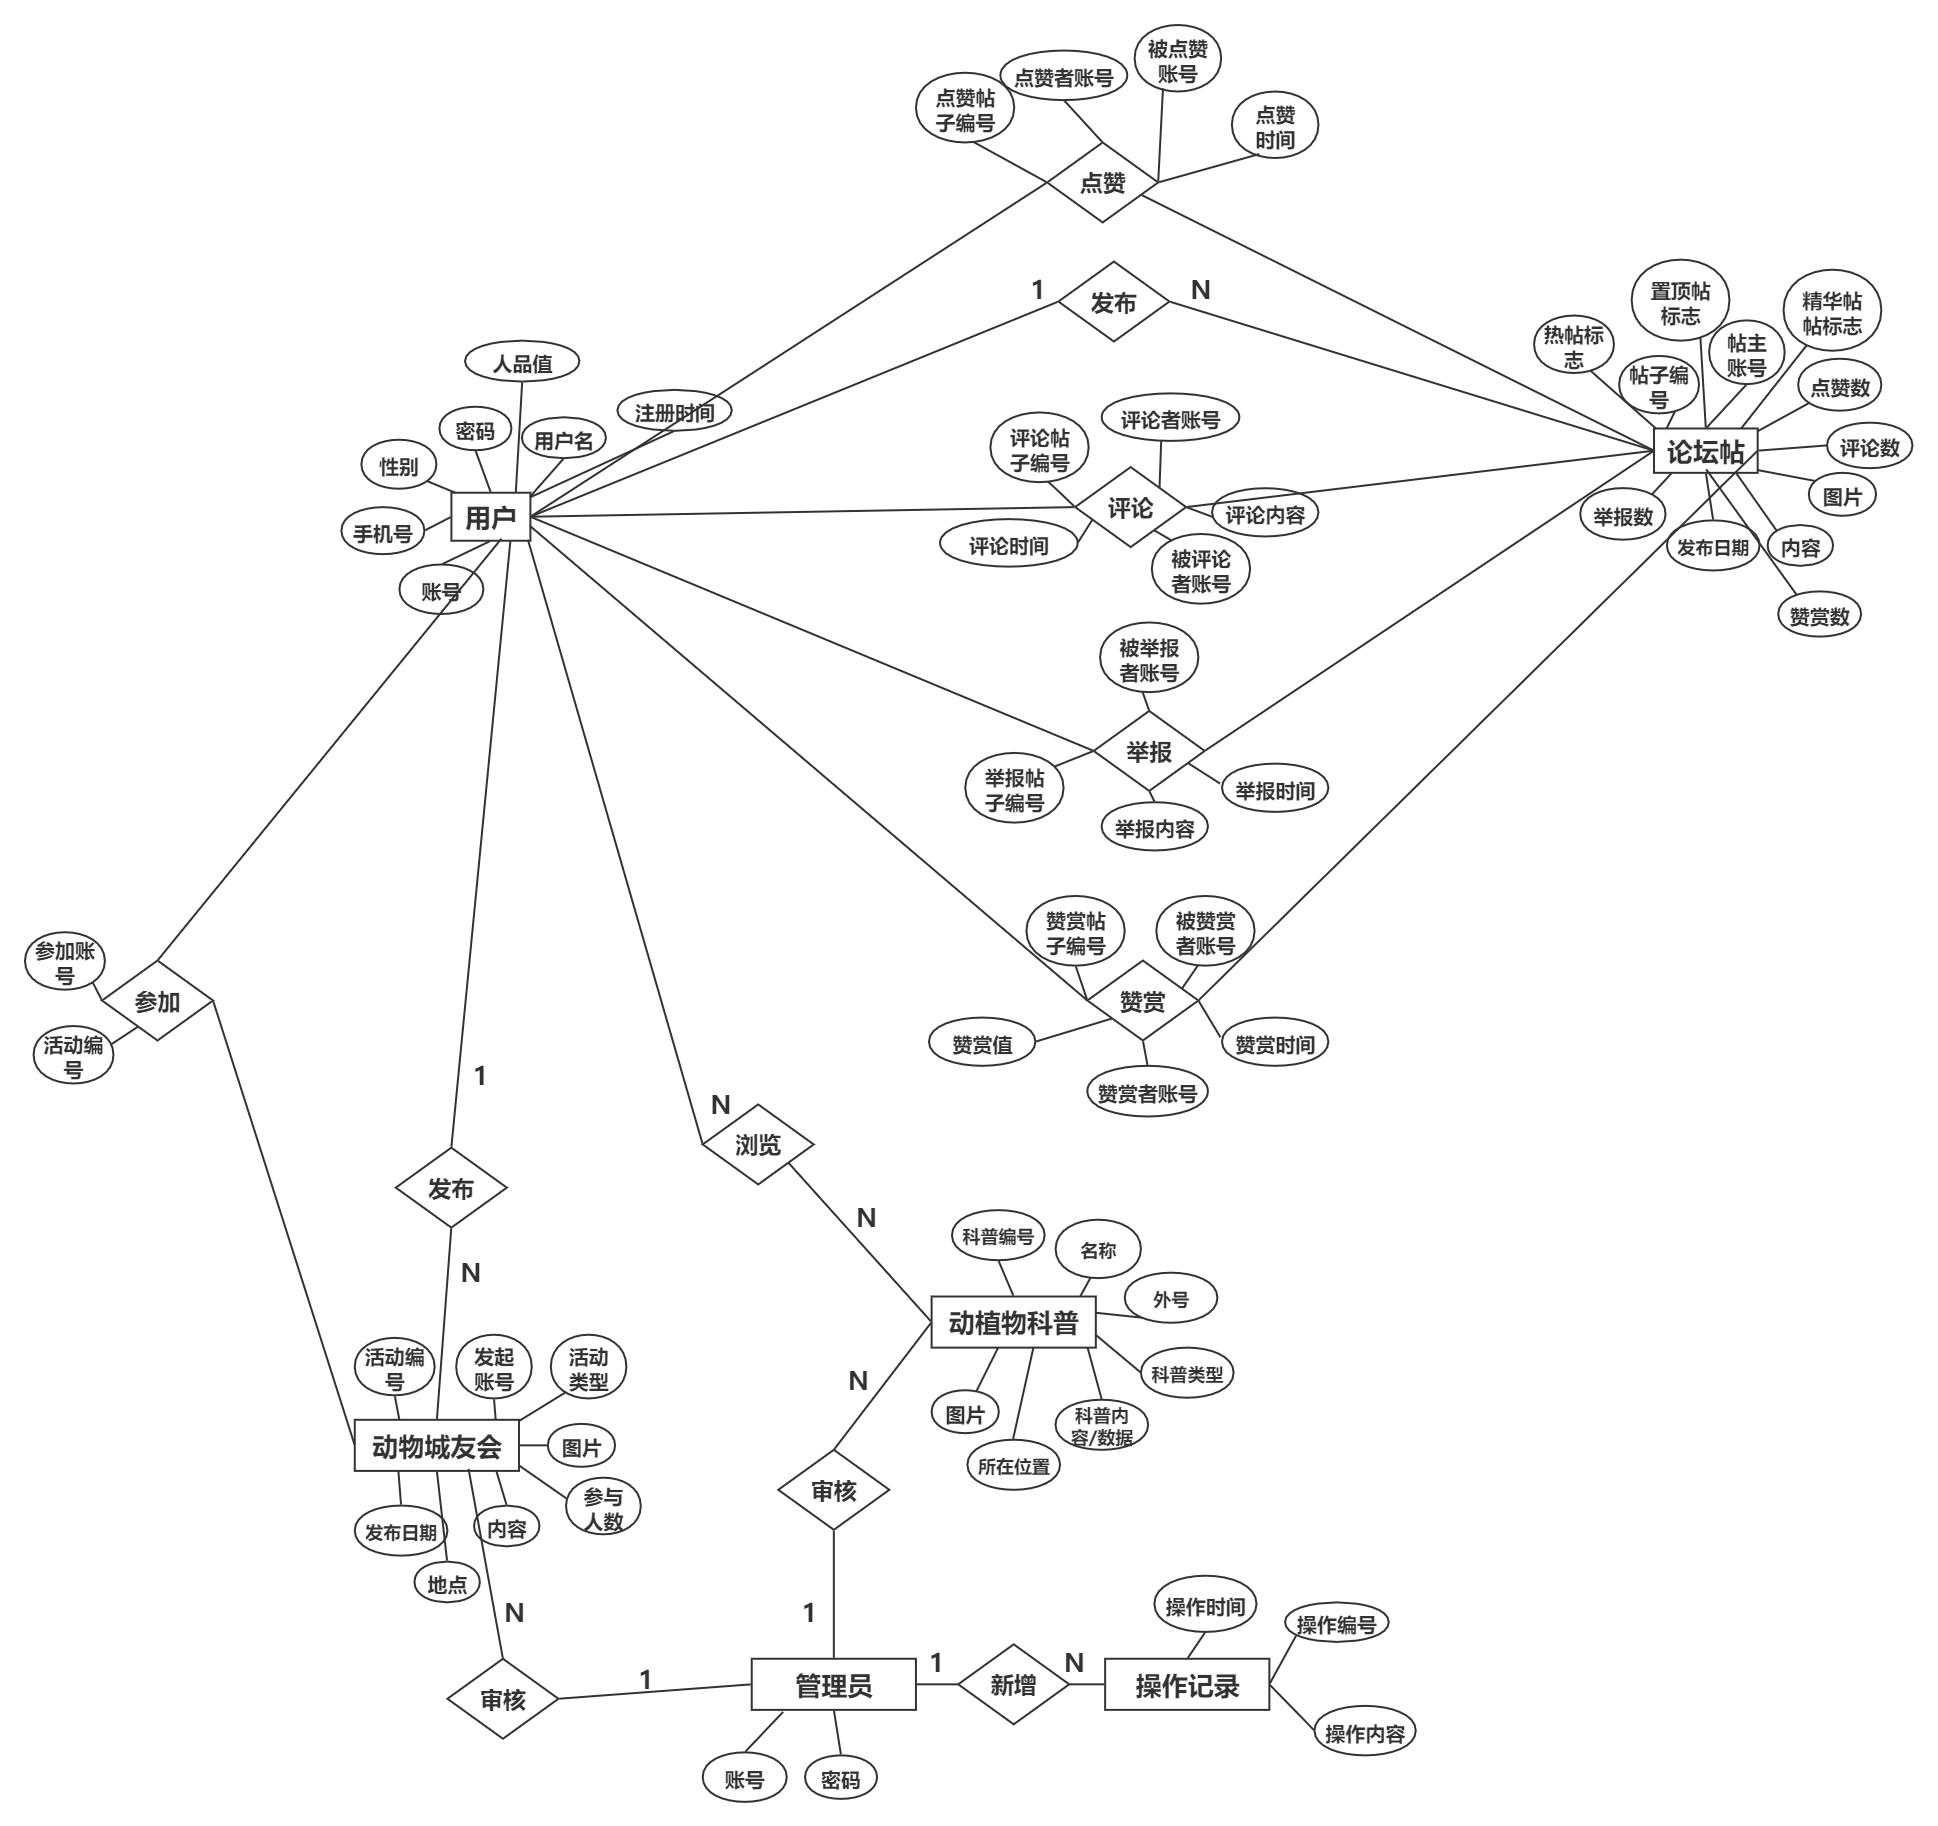 被点赞
账号
点赞者账号
点赞帖
子编号
点赞
时间
点赞
1
发布
N
置顶帖
标志
精华帖
帖标志
热帖标
志
帖主
账号
帖子编
号
点赞数
人品值
注册时间
密码
用户名
性别
评论者账号
评论帖
子编号
论坛帖
评论数
图片
用户
手机号
账号
评论
评论内容
评论时间
被评论
者账号
举报数
发布日期
内容
赞赏数
被举报
者账号
举报
举报帖
子编号
举报时间
举报内容
赞赏帖
子编号
被赞赏
者账号
参加账
号
参加
活动编
号
赞赏
赞赏值
赞赏时间
赞赏者账号
1
N
浏览
发布
N
N
科普编号
名称
外号
动植物科普
科普类型
N
图片
科普内
容/数据
所在位置
活动编
号
发起
账号
活动
类型
动物城友会
图片
参与
人数
发布日期
内容
地点
审核
N
1
操作时间
操作编号
审核
1
管理员
1
新增
N
操作记录
操作内容
账号
密码